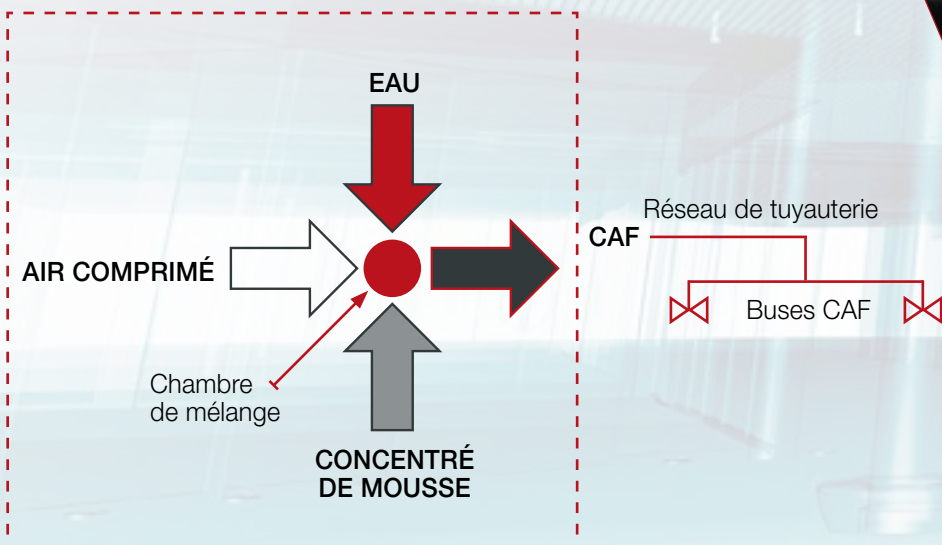 EAU
Réseau de tuyauterie
CAF
AIR COMPRIMÉ
Buses CAF
Chambre
de mélange
CONCENTRÉ
DE MOUSSE